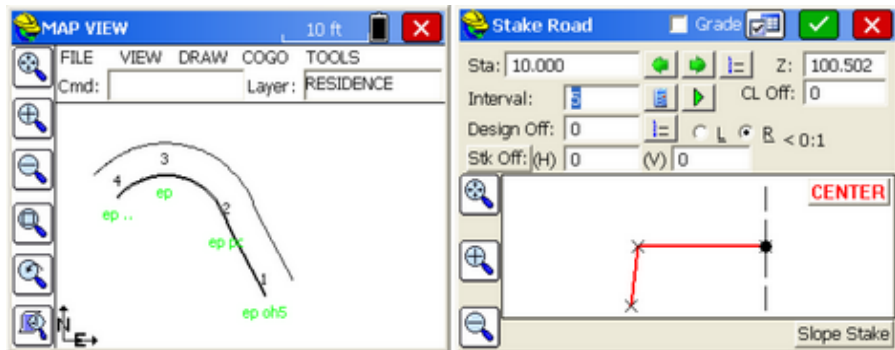 MAP VIEW 10 ft
FILE VIEW DRAW COGO TOOLS
Cmd: Layer: RESIDENCE
3
4
ep
ep ..
2
ep pc
1
ep oh5
N
E
Stake Road Grade
Sta: 10.000 Z: 100.502
Interval: 5 CL Off: 0
Design Off: 0 L R < 0:1
Stk Off: (H) 0 (V) 0
CENTER
Slope Stake